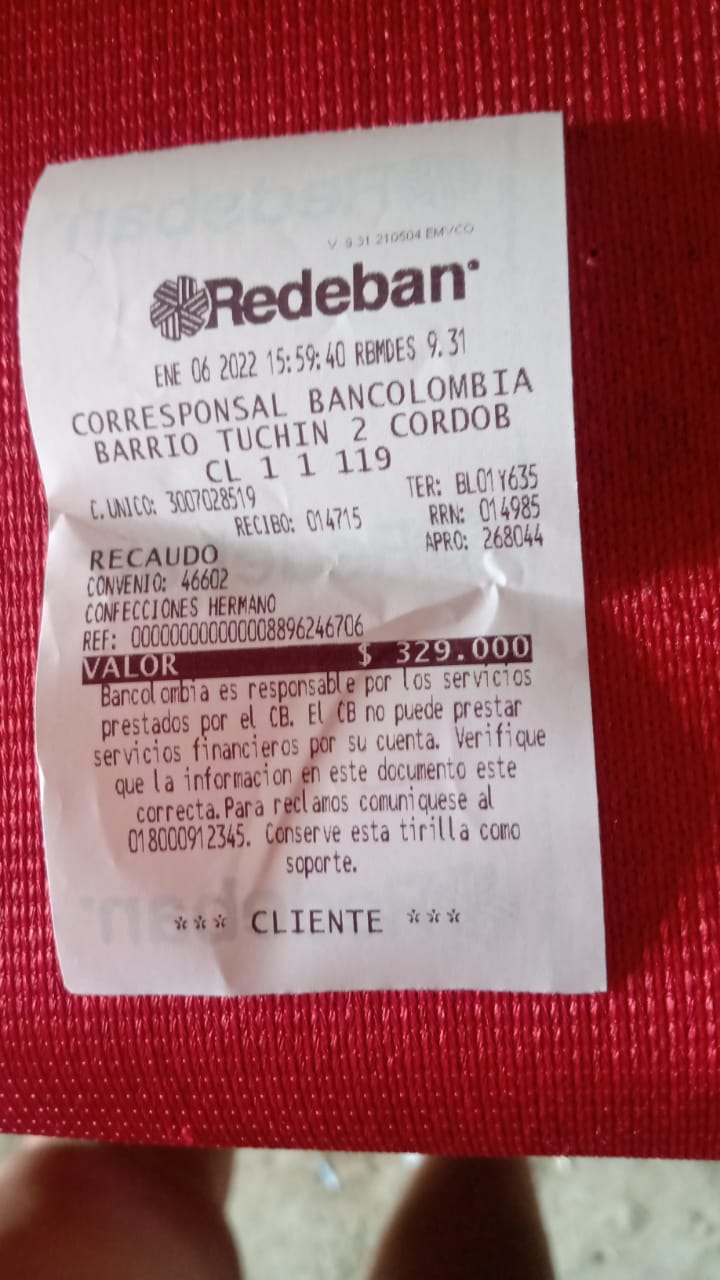 V 9.31 210504 EMVCO
Redeban
ENE 06 2022 15:59:40 RBMDES 9.31
CORRESPONSAL BANCOLOMBIA
BARRIO TUCHIN 2 CORDOB
CL 1 1 119
C.UNICO: 3007028519 TER: BL01Y635
RECIBO: 014715 RRN: 014985
APRO: 268044
RECAUDO
CONVENIO: 46602
CONFECCIONES HERMANO
REF: 000000000000008896246706
VALOR $ 329.000
Bancolombia es responsable por los servicios
prestados por el CB. El CB no puede prestar
servicios financieros por su cuenta. Verifique
que la informacion en este documento este
correcta.Para reclamos comuniquese al
018000912345. Conserve esta tirilla como
soporte.
*** CLIENTE ***